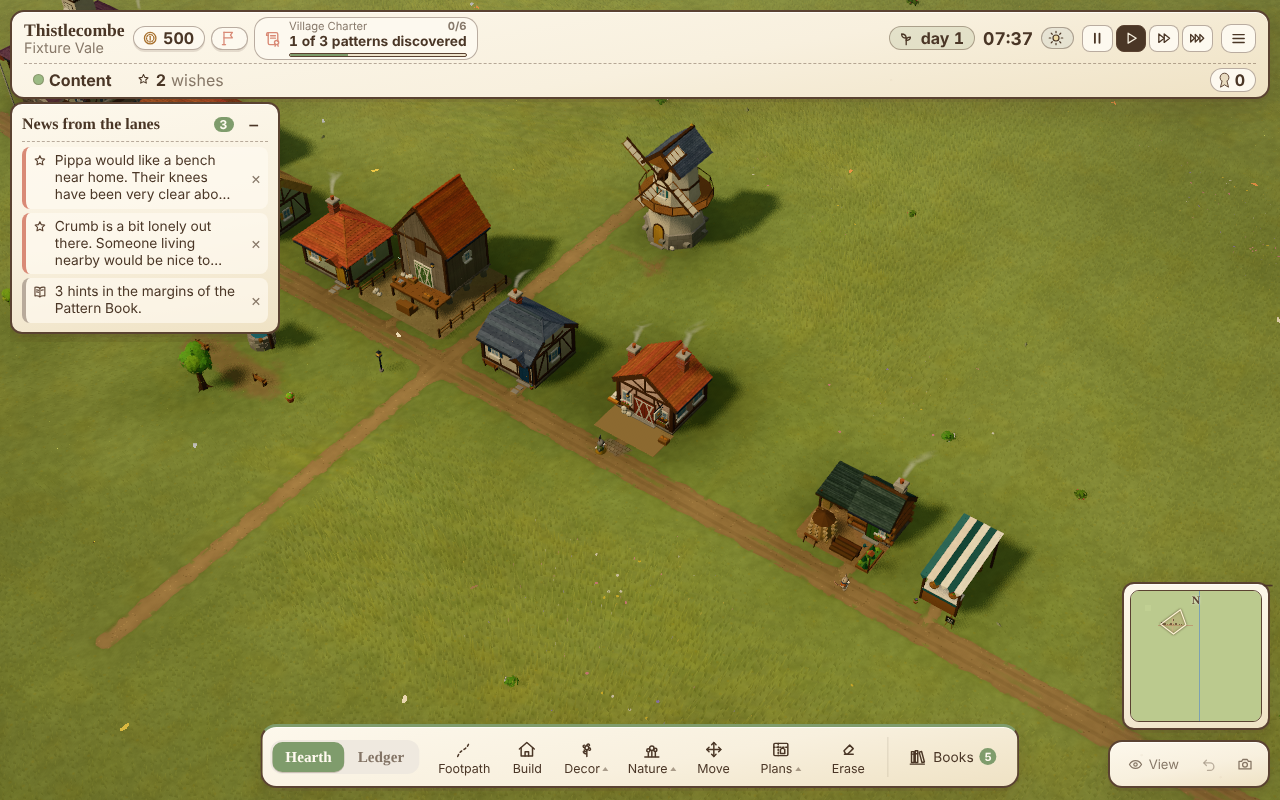 Thistlecombe
Fixture Vale
500
Village Charter 0/6
1 of 3 patterns discovered
day 1 07:37
Content 2 wishes
0
News from the lanes 3
Pippa would like a bench
near home. Their knees
have been very clear abo...
Crumb is a bit lonely out
there. Someone living
nearby would be nice to...
3 hints in the margins of the
Pattern Book.
N
Hearth Ledger Footpath Build Decor Nature Move Plans Erase Books 5
View